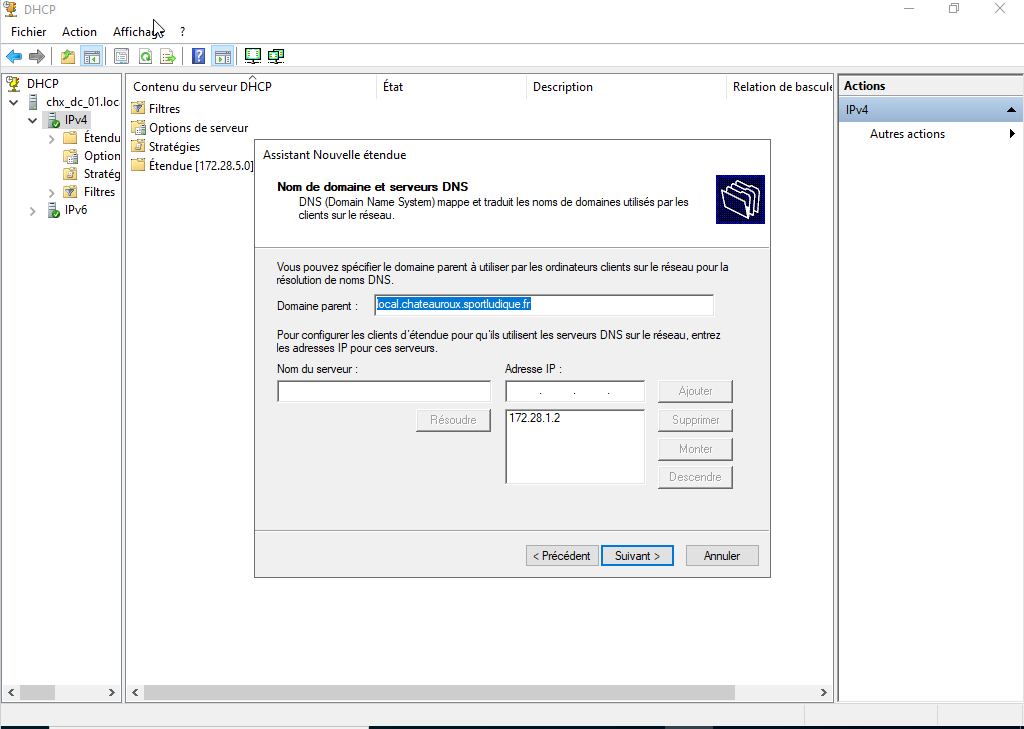 DHCP
Fichier Action Affichage ?
DHCP
chx_dc_01.loc
IPv4
Étendu
Option
Stratég
Filtres
IPv6
Contenu du serveur DHCP État Description Relation de bascule
Filtres
Options de serveur
Stratégies
Étendue [172.28.5.0]
Actions
IPv4
Autres actions
Assistant Nouvelle étendue
Nom de domaine et serveurs DNS
DNS (Domain Name System) mappe et traduit les noms de domaines utilisés par les
clients sur le réseau.
Vous pouvez spécifier le domaine parent à utiliser par les ordinateurs clients sur le réseau pour la
résolution de noms DNS.
Domaine parent : local.chateauroux.sportludique.fr
Pour configurer les clients d'étendue pour qu'ils utilisent les serveurs DNS sur le réseau, entrez
les adresses IP pour ces serveurs.
Nom du serveur : Adresse IP :
. . . Ajouter
Résoudre 172.28.1.2 Supprimer
Monter
Descendre
< Précédent Suivant > Annuler